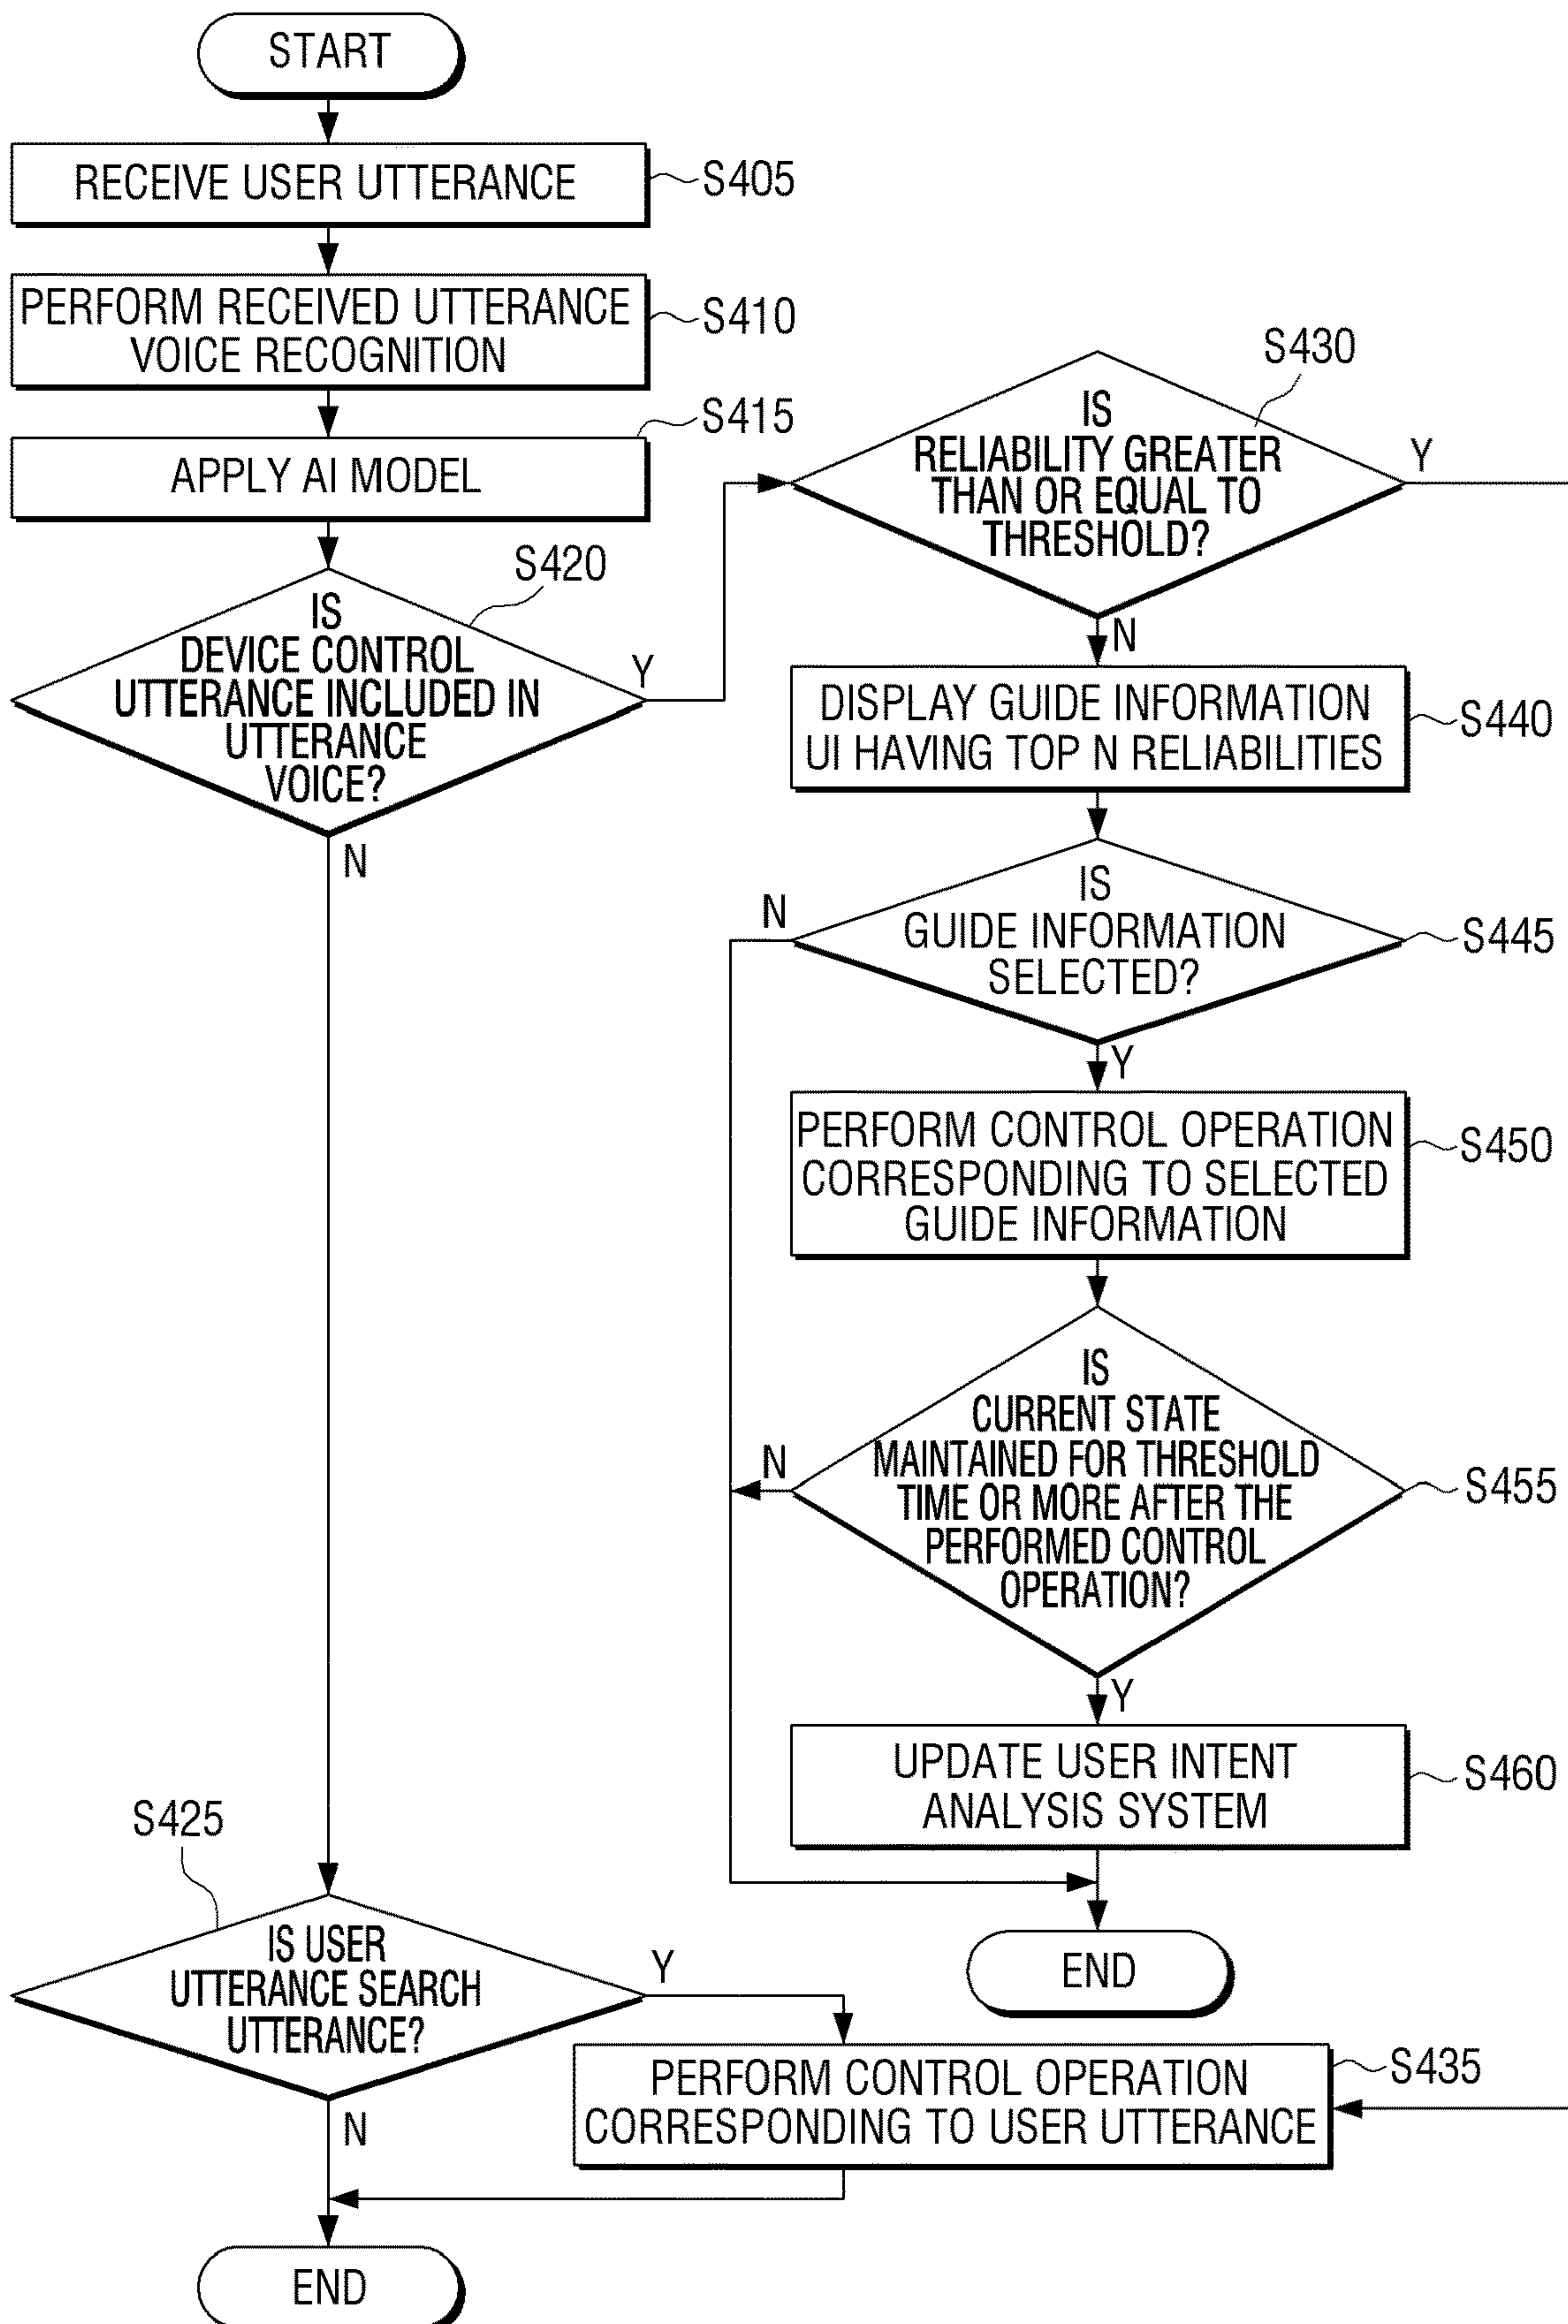 START
RECEIVE USER UTTERANCE
S405
PERFORM RECEIVED UTTERANCE
VOICE RECOGNITION
S410
APPLY AI MODEL
S415
IS
DEVICE CONTROL
UTTERANCE INCLUDED IN
UTTERANCE
VOICE?
S420
Y
N
IS
RELIABILITY GREATER
THAN OR EQUAL TO
THRESHOLD?
S430
Y
N
DISPLAY GUIDE INFORMATION
UI HAVING TOP N RELIABILITIES
S440
IS
GUIDE INFORMATION
SELECTED?
S445
N
Y
PERFORM CONTROL OPERATION
CORRESPONDING TO SELECTED
GUIDE INFORMATION
S450
IS
CURRENT STATE
MAINTAINED FOR THRESHOLD
TIME OR MORE AFTER THE
PERFORMED CONTROL
OPERATION?
S455
N
Y
UPDATE USER INTENT
ANALYSIS SYSTEM
S460
END
S425
IS USER
UTTERANCE SEARCH
UTTERANCE?
Y
N
PERFORM CONTROL OPERATION
CORRESPONDING TO USER UTTERANCE
S435
END